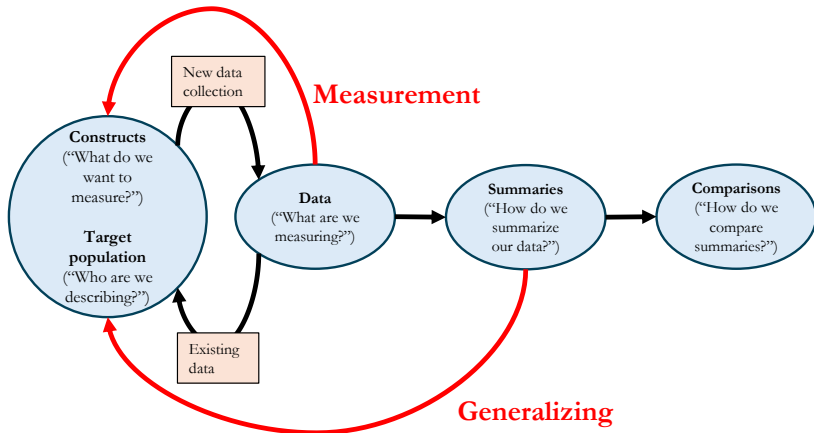 New data
collection
Measurement
Constructs
(“What do we
want to
measure?”)
Target
population
(“Who are we
describing?”)
Data
(“What are we
measuring?”)
Summaries
(“How do we
summarize
our data?”)
Comparisons
(“How do we
compare
summaries?”)
Existing
data
Generalizing